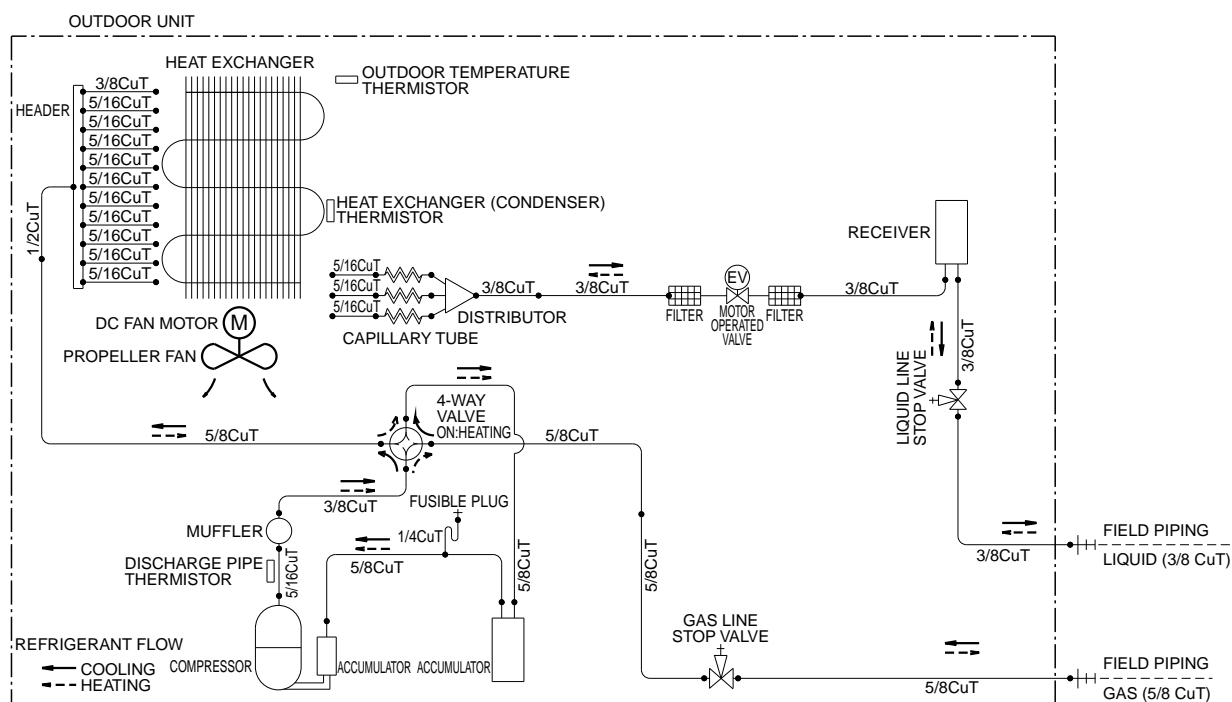 OUTDOOR UNIT
HEAT EXCHANGER
OUTDOOR TEMPERATURE
THERMISTOR
HEADER
3/8CuT
5/16CuT
5/16CuT
5/16CuT
5/16CuT
5/16CuT
5/16CuT
5/16CuT
5/16CuT
5/16CuT
5/16CuT
1/2CuT
HEAT EXCHANGER (CONDENSER)
THERMISTOR
RECEIVER
5/16CuT
5/16CuT
5/16CuT
CAPILLARY TUBE
3/8CuT
DISTRIBUTOR
3/8CuT
FILTER
EV
MOTOR
OPERATED
VALVE
FILTER
3/8CuT
3/8CuT
LIQUID LINE
STOP VALVE
DC FAN MOTOR
M
PROPELLER FAN
4-WAY
VALVE
ON:HEATING
5/8CuT
5/8CuT
3/8CuT
FUSIBLE PLUG
MUFFLER
1/4CuT
5/8CuT
5/8CuT
5/8CuT
DISCHARGE PIPE
THERMISTOR
5/16CuT
3/8CuT
FIELD PIPING
LIQUID (3/8 CuT)
GAS LINE
STOP VALVE
REFRIGERANT FLOW
COOLING
HEATING
COMPRESSOR
ACCUMULATOR
ACCUMULATOR
5/8CuT
FIELD PIPING
GAS (5/8 CuT)